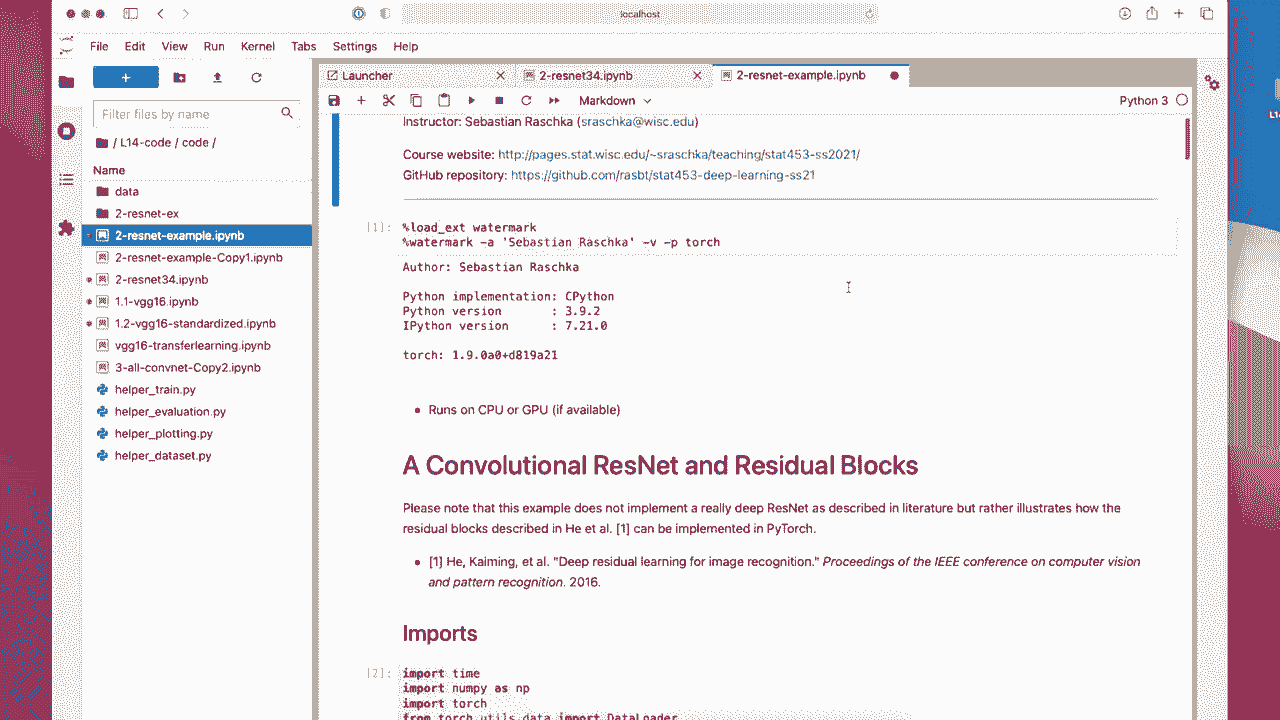 localhost
File Edit View Run Kernel Tabs Settings Help
Launcher
2-resnet34.ipynb
2-resnet-example.ipynb
Markdown
Python 3
Filter files by name
/ L14-code / code /
Name
data
2-resnet-ex
2-resnet-example.ipynb
2-resnet-example-Copy1.ipynb
2-resnet34.ipynb
1.1-vgg16.ipynb
1.2-vgg16-standardized.ipynb
vgg16-transferlearning.ipynb
3-all-convnet-Copy2.ipynb
helper_train.py
helper_evaluation.py
helper_plotting.py
helper_dataset.py
Instructor: Sebastian Raschka (sraschka@wisc.edu)
Course website: http://pages.stat.wisc.edu/~sraschka/teaching/stat453-ss2021/
GitHub repository: https://github.com/rasbt/stat453-deep-learning-ss21
[1]: %load_ext watermark
%watermark -a 'Sebastian Raschka' -v -p torch
Author: Sebastian Raschka
Python implementation: CPython
Python version : 3.9.2
IPython version : 7.21.0
torch: 1.9.0a0+d819a21
• Runs on CPU or GPU (if available)
A Convolutional ResNet and Residual Blocks
Please note that this example does not implement a really deep ResNet as described in literature but rather illustrates how the
residual blocks described in He et al. [1] can be implemented in PyTorch.
• [1] He, Kaiming, et al. "Deep residual learning for image recognition." Proceedings of the IEEE conference on computer vision
and pattern recognition. 2016.
Imports
[2]: import time
import numpy as np
import torch
from torch.utils.data import DataLoader